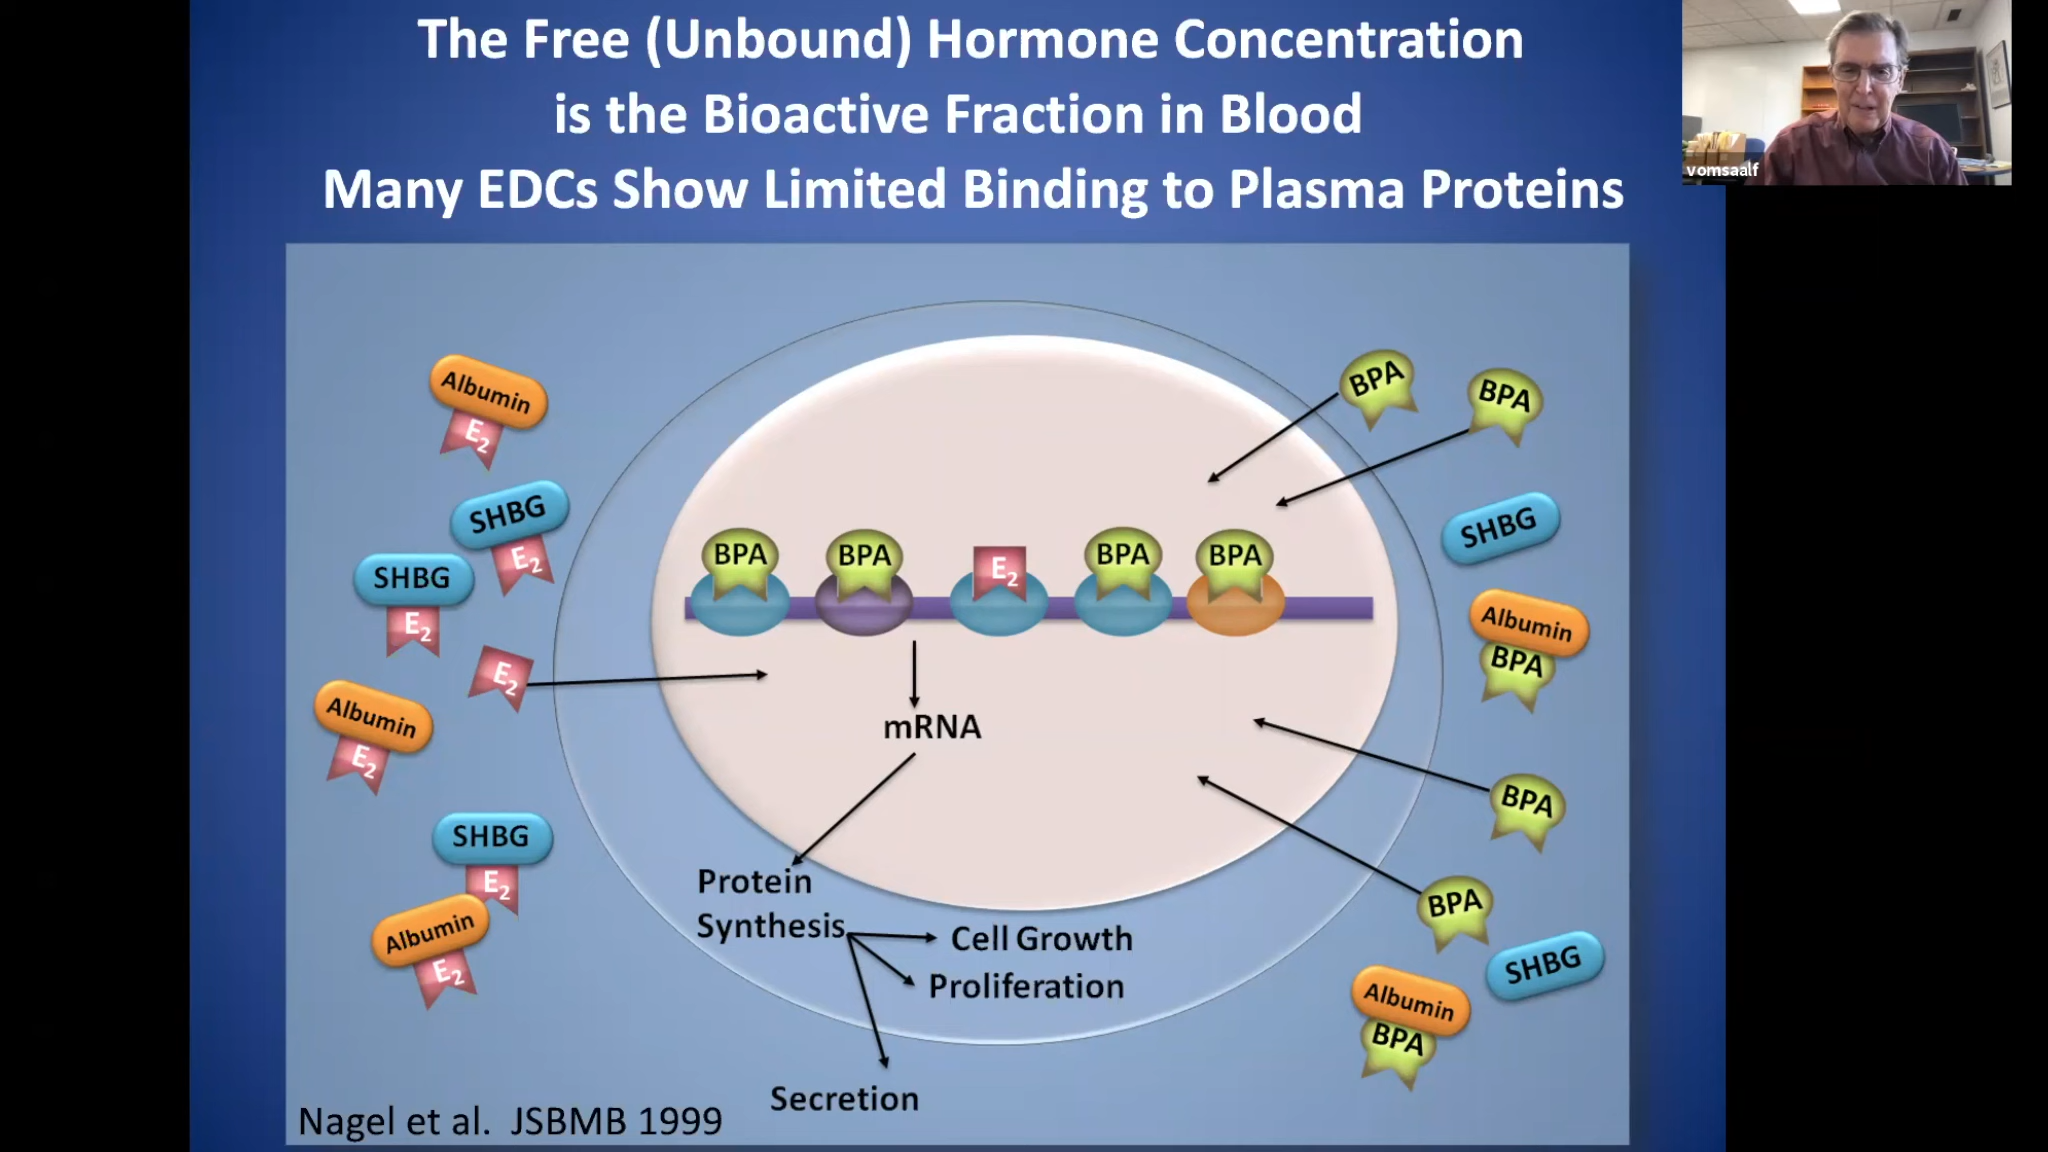 The Free (Unbound) Hormone Concentration
is the Bioactive Fraction in Blood
Many EDCs Show Limited Binding to Plasma Proteins
vomsaalf
Albumin
E2
SHBG
E2
SHBG
E2
E2
Albumin
E2
SHBG
E2
Albumin
E2
BPA
BPA
E2
BPA
BPA
mRNA
Protein
Synthesis
Cell Growth
Proliferation
Secretion
BPA
BPA
SHBG
Albumin
BPA
BPA
BPA
SHBG
Albumin
BPA
Nagel et al. JSBMB 1999